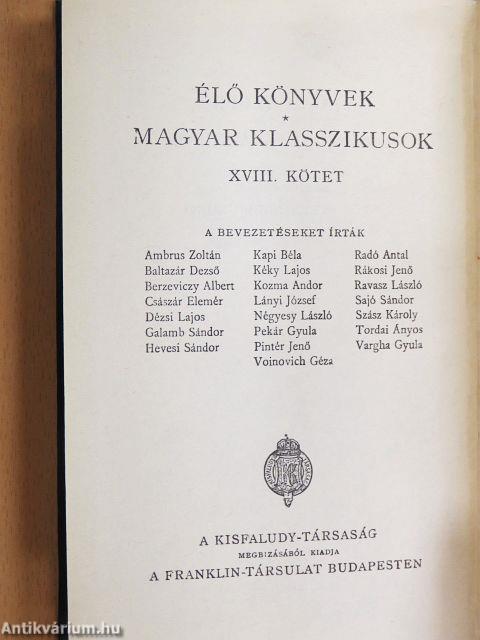 ÉLŐ KÖNYVEK
*
MAGYAR KLASSZIKUSOK
XVIII. KÖTET
A BEVEZETÉSEKET ÍRTÁK
Ambrus Zoltán
Baltazár Dezső
Berzeviczy Albert
Császár Elemér
Dézsi Lajos
Galamb Sándor
Hevesi Sándor
Kapi Béla
Kéky Lajos
Kozma Andor
Lányi József
Négyesy László
Pekár Gyula
Pintér Jenő
Voinovich Géza
Radó Antal
Rákosi Jenő
Ravasz László
Sajó Sándor
Szász Károly
Tordai Ányos
Vargha Gyula
A KISFALUDY-TÁRSASÁG
MEGBIZÁSÁBÓL KIADJA
A FRANKLIN-TÁRSULAT BUDAPESTEN
Antikvárium.hu